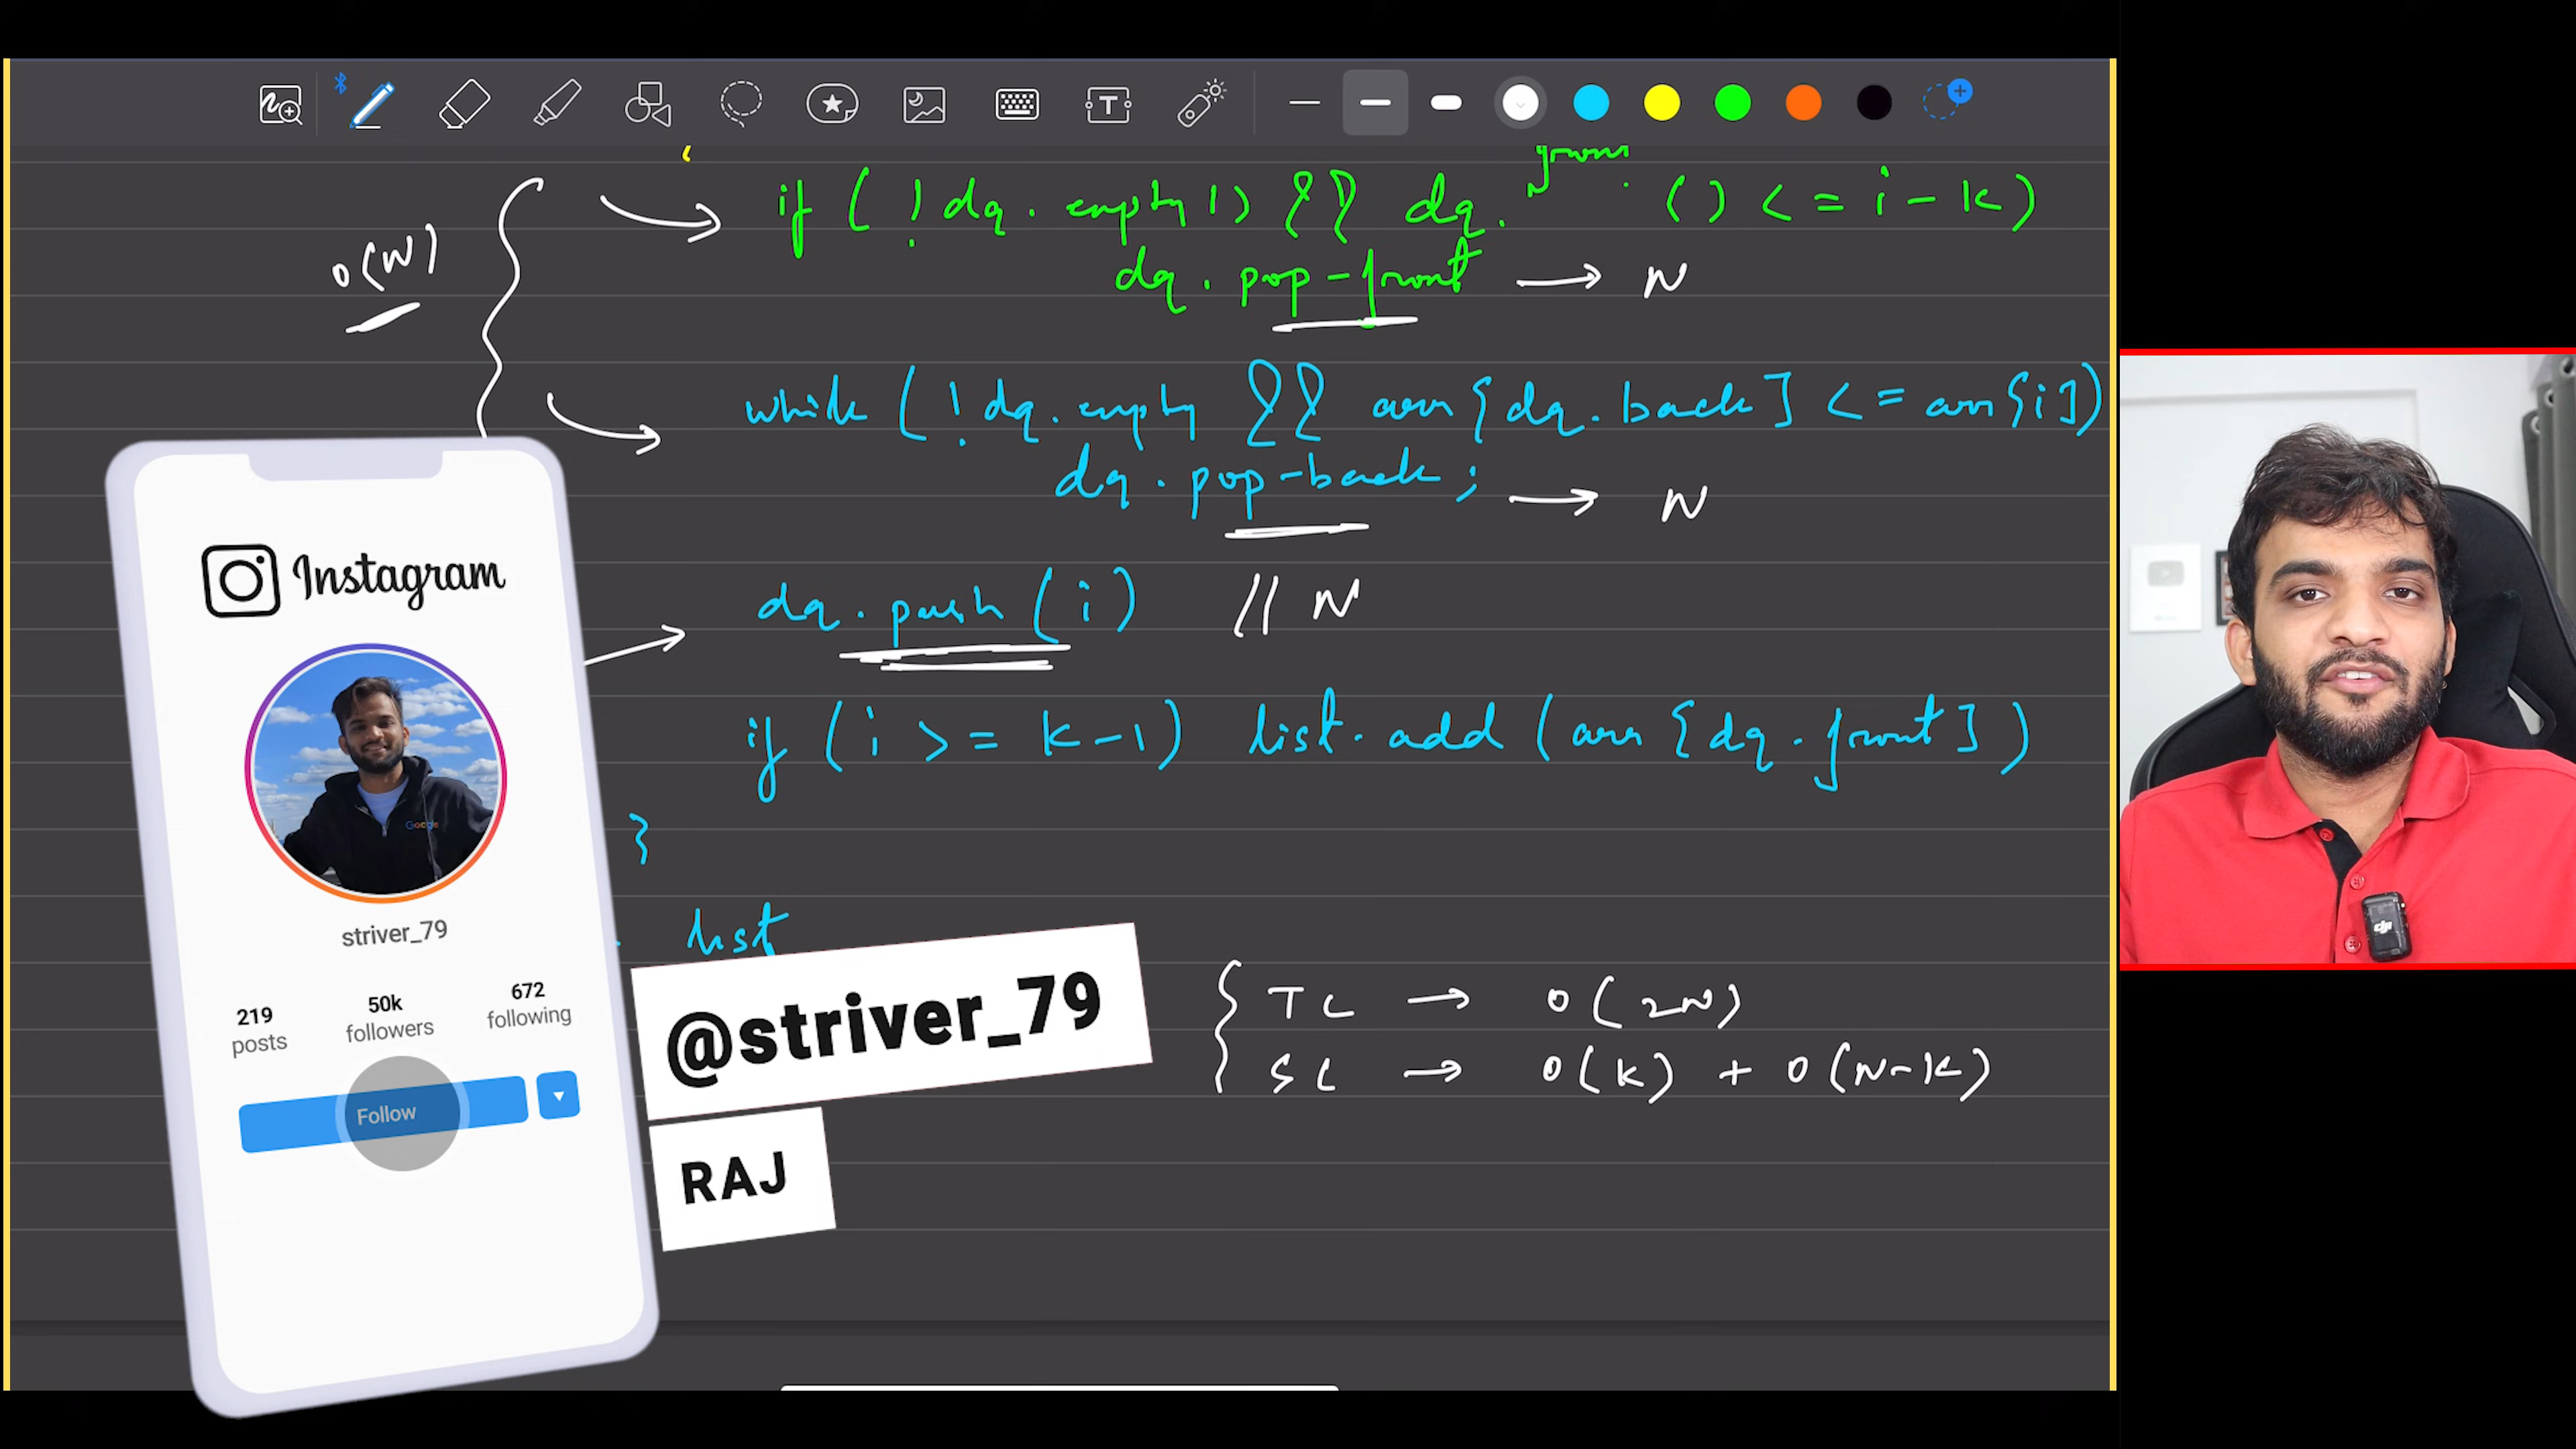 front
if ( ! dq. empty () && dq. () <= i - k)
O(N)
dq. pop-front → N
while ( ! dq. empty && arr[dq. back] <= arr[i])
dq. pop-back; → N
dq. push (i) // N
if (i >= k-1) list. add (arr[dq. front])
}
list
TC → O(2N)
SC → O(K) + O(N-K)
Instagram
Google
striver_79
219 50k 672
posts followers following
Follow
@striver_79
RAJ
T
dji